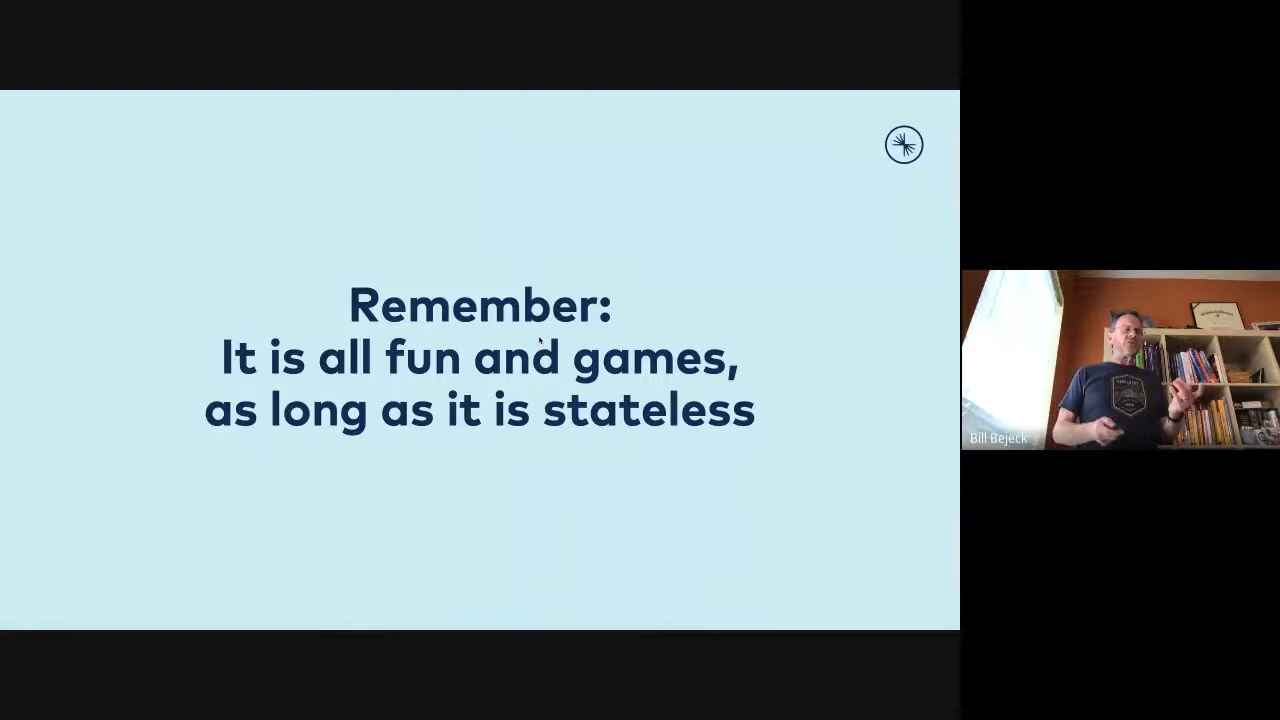 Remember:
It is all fun and games,
as long as it is stateless
Bill Bejeck